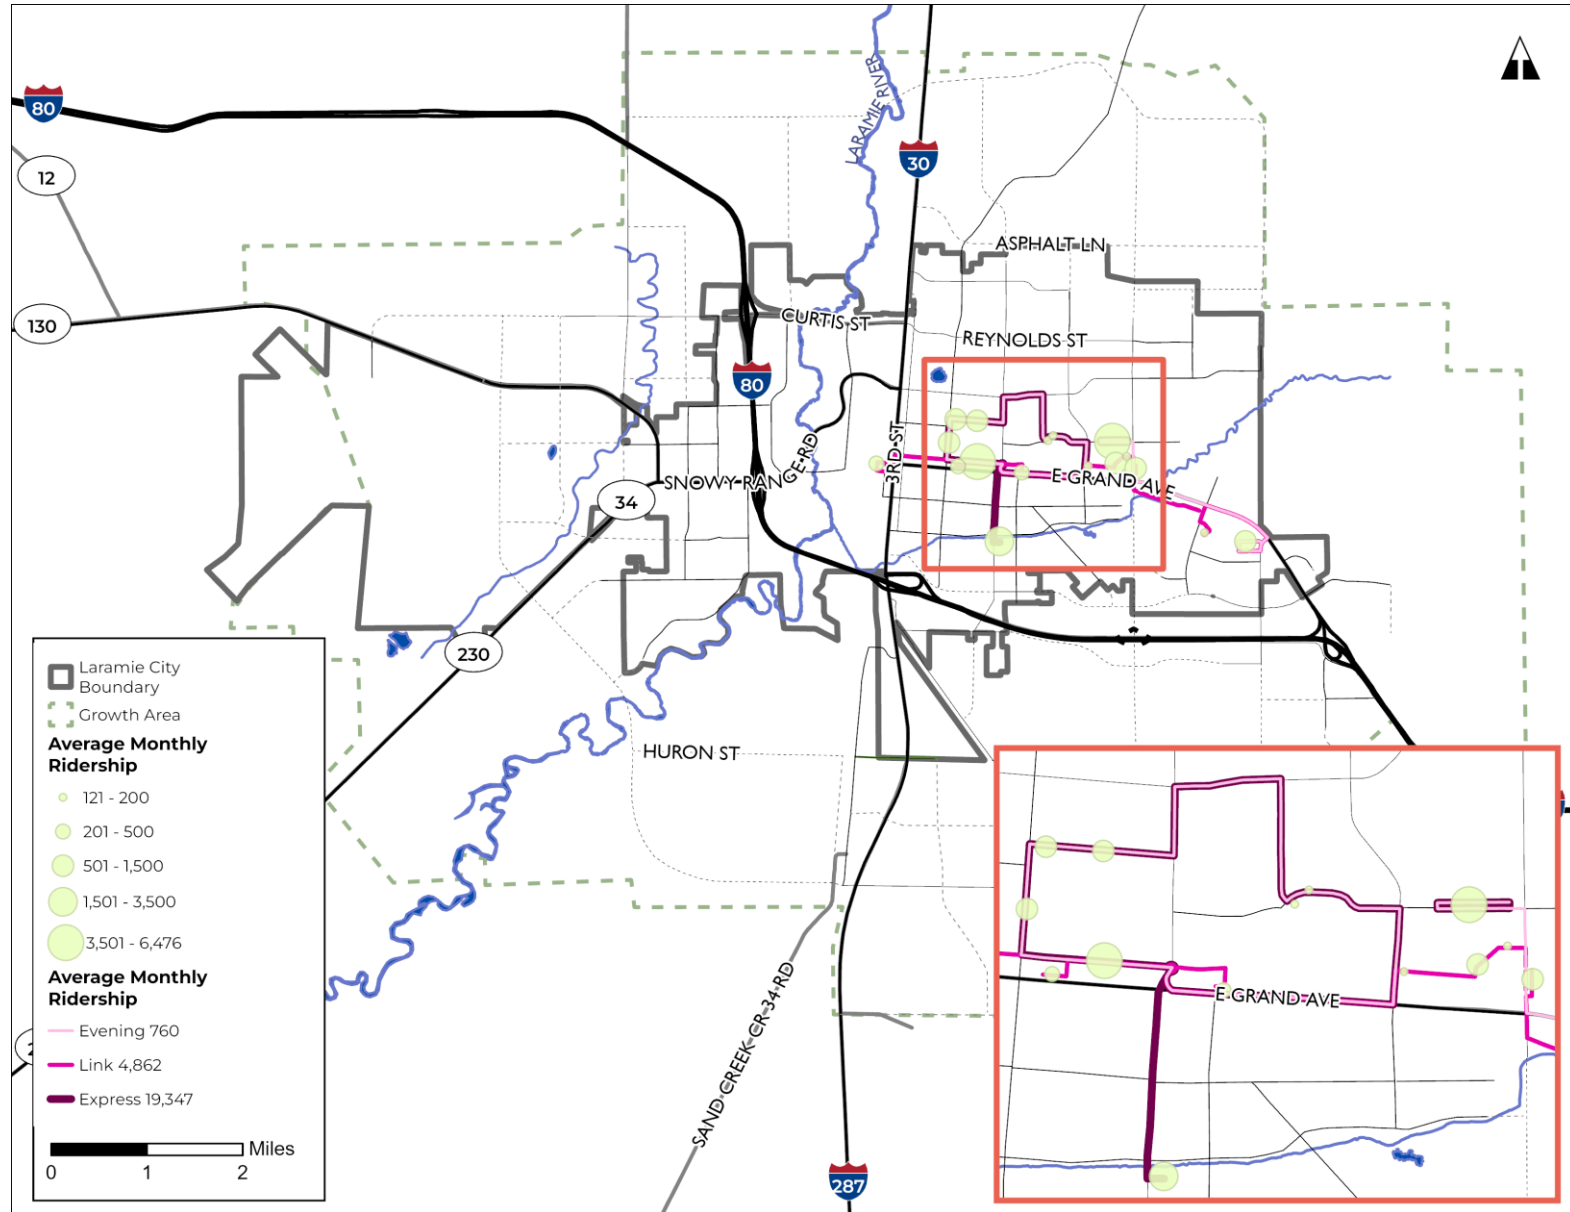 80
12
130
LARAMIE RIVER
30
ASPHALT LN
CURTIS ST
REYNOLDS ST
80
3RD ST
SNOWY RANGE RD
34
E GRAND AVE
230
HURON ST
SAND CREEK CR 34 RD
287
E GRAND AVE
Laramie City
Boundary
Growth Area
Average Monthly
Ridership
121 - 200
201 - 500
501 - 1,500
1,501 - 3,500
3,501 - 6,476
Average Monthly
Ridership
Evening 760
Link 4,862
Express 19,347
Miles
0 1 2